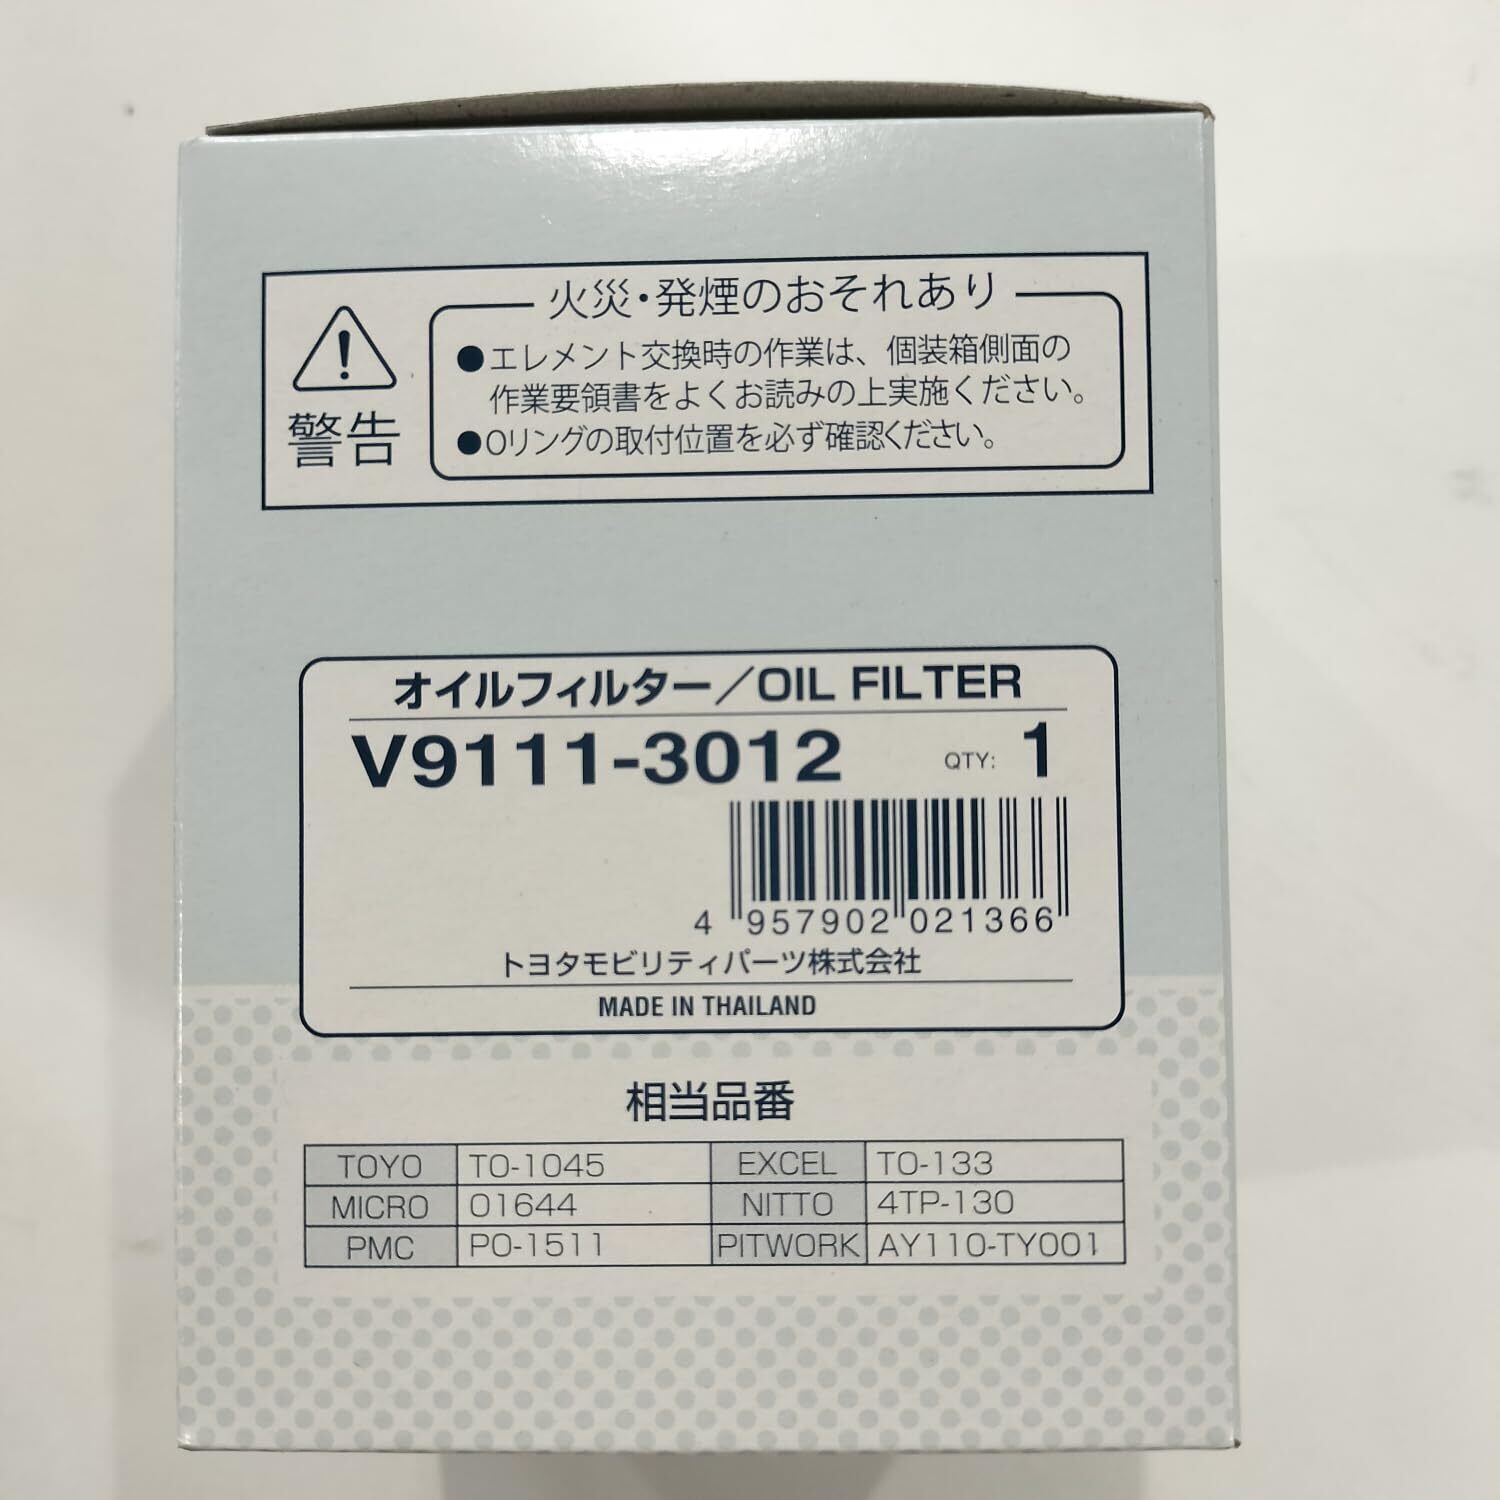 火災・発煙のおそれあり
●エレメント交換時の作業は、個装箱側面の
作業要領書をよくお読みの上実施ください。
●Oリングの取付位置を必ず確認ください。
警告
オイルフィルター/OIL FILTER
V9111-3012 QTY: 1
4 957902 021366
トヨタモビリティパーツ株式会社
MADE IN THAILAND
相当品番
TOYO TO-1045 EXCEL TO-133
MICRO 01644 NITTO 4TP-130
PMC PO-1511 PITWORK AY110-TY001